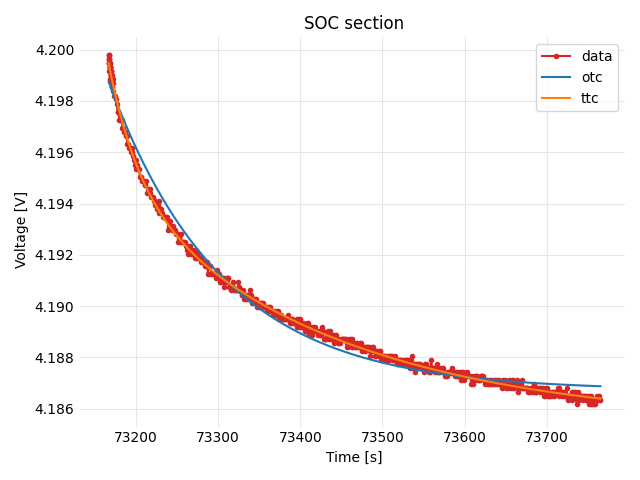 SOC section
4.200
4.198
4.196
4.194
4.192
4.190
4.188
4.186
Voltage [V]
data
otc
ttc
73200 73300 73400 73500 73600 73700
Time [s]